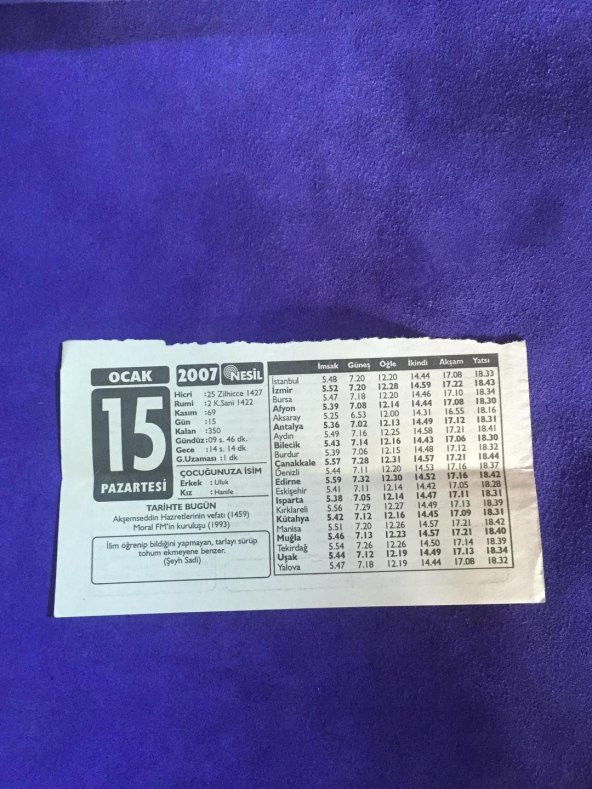 OCAK
15
PAZARTESİ
2007 NESİL
Hicri :25 Zilhicce 1427
Rumi :2 K.Sani 1422
Kasım :69
Gün :15
Kalan :350
Gündüz :09 s. 46 dk.
Gece :14 s. 14 dk.
G.Uzaması :1 dk
ÇOCUĞUNUZA İSİM
Erkek : Ufuk
Kız : Hanife
TARİHTE BUGÜN
Akşemseddin Hazretlerinin vefatı (1459)
Moral FM'in kuruluşu (1993)
İlim öğrenip bildiğini yapmayan, tarlayı sürüp
tohum ekmeyene benzer.
(Şeyh Sadi)
İmsak Güneş Öğle İkindi Akşam Yatsı
İstanbul 5.48 7.20 12.20 14.44 17.08 18.33
İzmir 5.52 7.20 12.28 14.59 17.22 18.43
Bursa 5.47 7.18 12.20 14.46 17.10 18.34
Afyon 5.39 7.08 12.14 14.44 17.08 18.30
Aksaray 5.25 6.53 12.00 14.31 16.55 18.16
Antalya 5.36 7.02 12.13 14.49 17.12 18.31
Aydın 5.49 7.16 12.25 14.58 17.21 18.41
Bilecik 5.43 7.14 12.16 14.43 17.06 18.30
Burdur 5.39 7.06 12.15 14.48 17.12 18.32
Çanakkale 5.57 7.28 12.31 14.57 17.21 18.44
Denizli 5.44 7.11 12.20 14.53 17.16 18.37
Edirne 5.59 7.32 12.30 14.52 17.16 18.42
Eskişehir 5.41 7.11 12.14 14.42 17.05 18.28
Isparta 5.38 7.05 12.14 14.47 17.11 18.31
Kırklareli 5.56 7.29 12.27 14.49 17.13 18.39
Kütahya 5.42 7.12 12.16 14.45 17.09 18.31
Manisa 5.51 7.20 12.26 14.57 17.21 18.42
Muğla 5.46 7.13 12.23 14.57 17.21 18.40
Tekirdağ 5.54 7.26 12.26 14.50 17.14 18.39
Uşak 5.44 7.12 12.19 14.49 17.13 18.34
Yalova 5.47 7.18 12.19 14.44 17.08 18.32